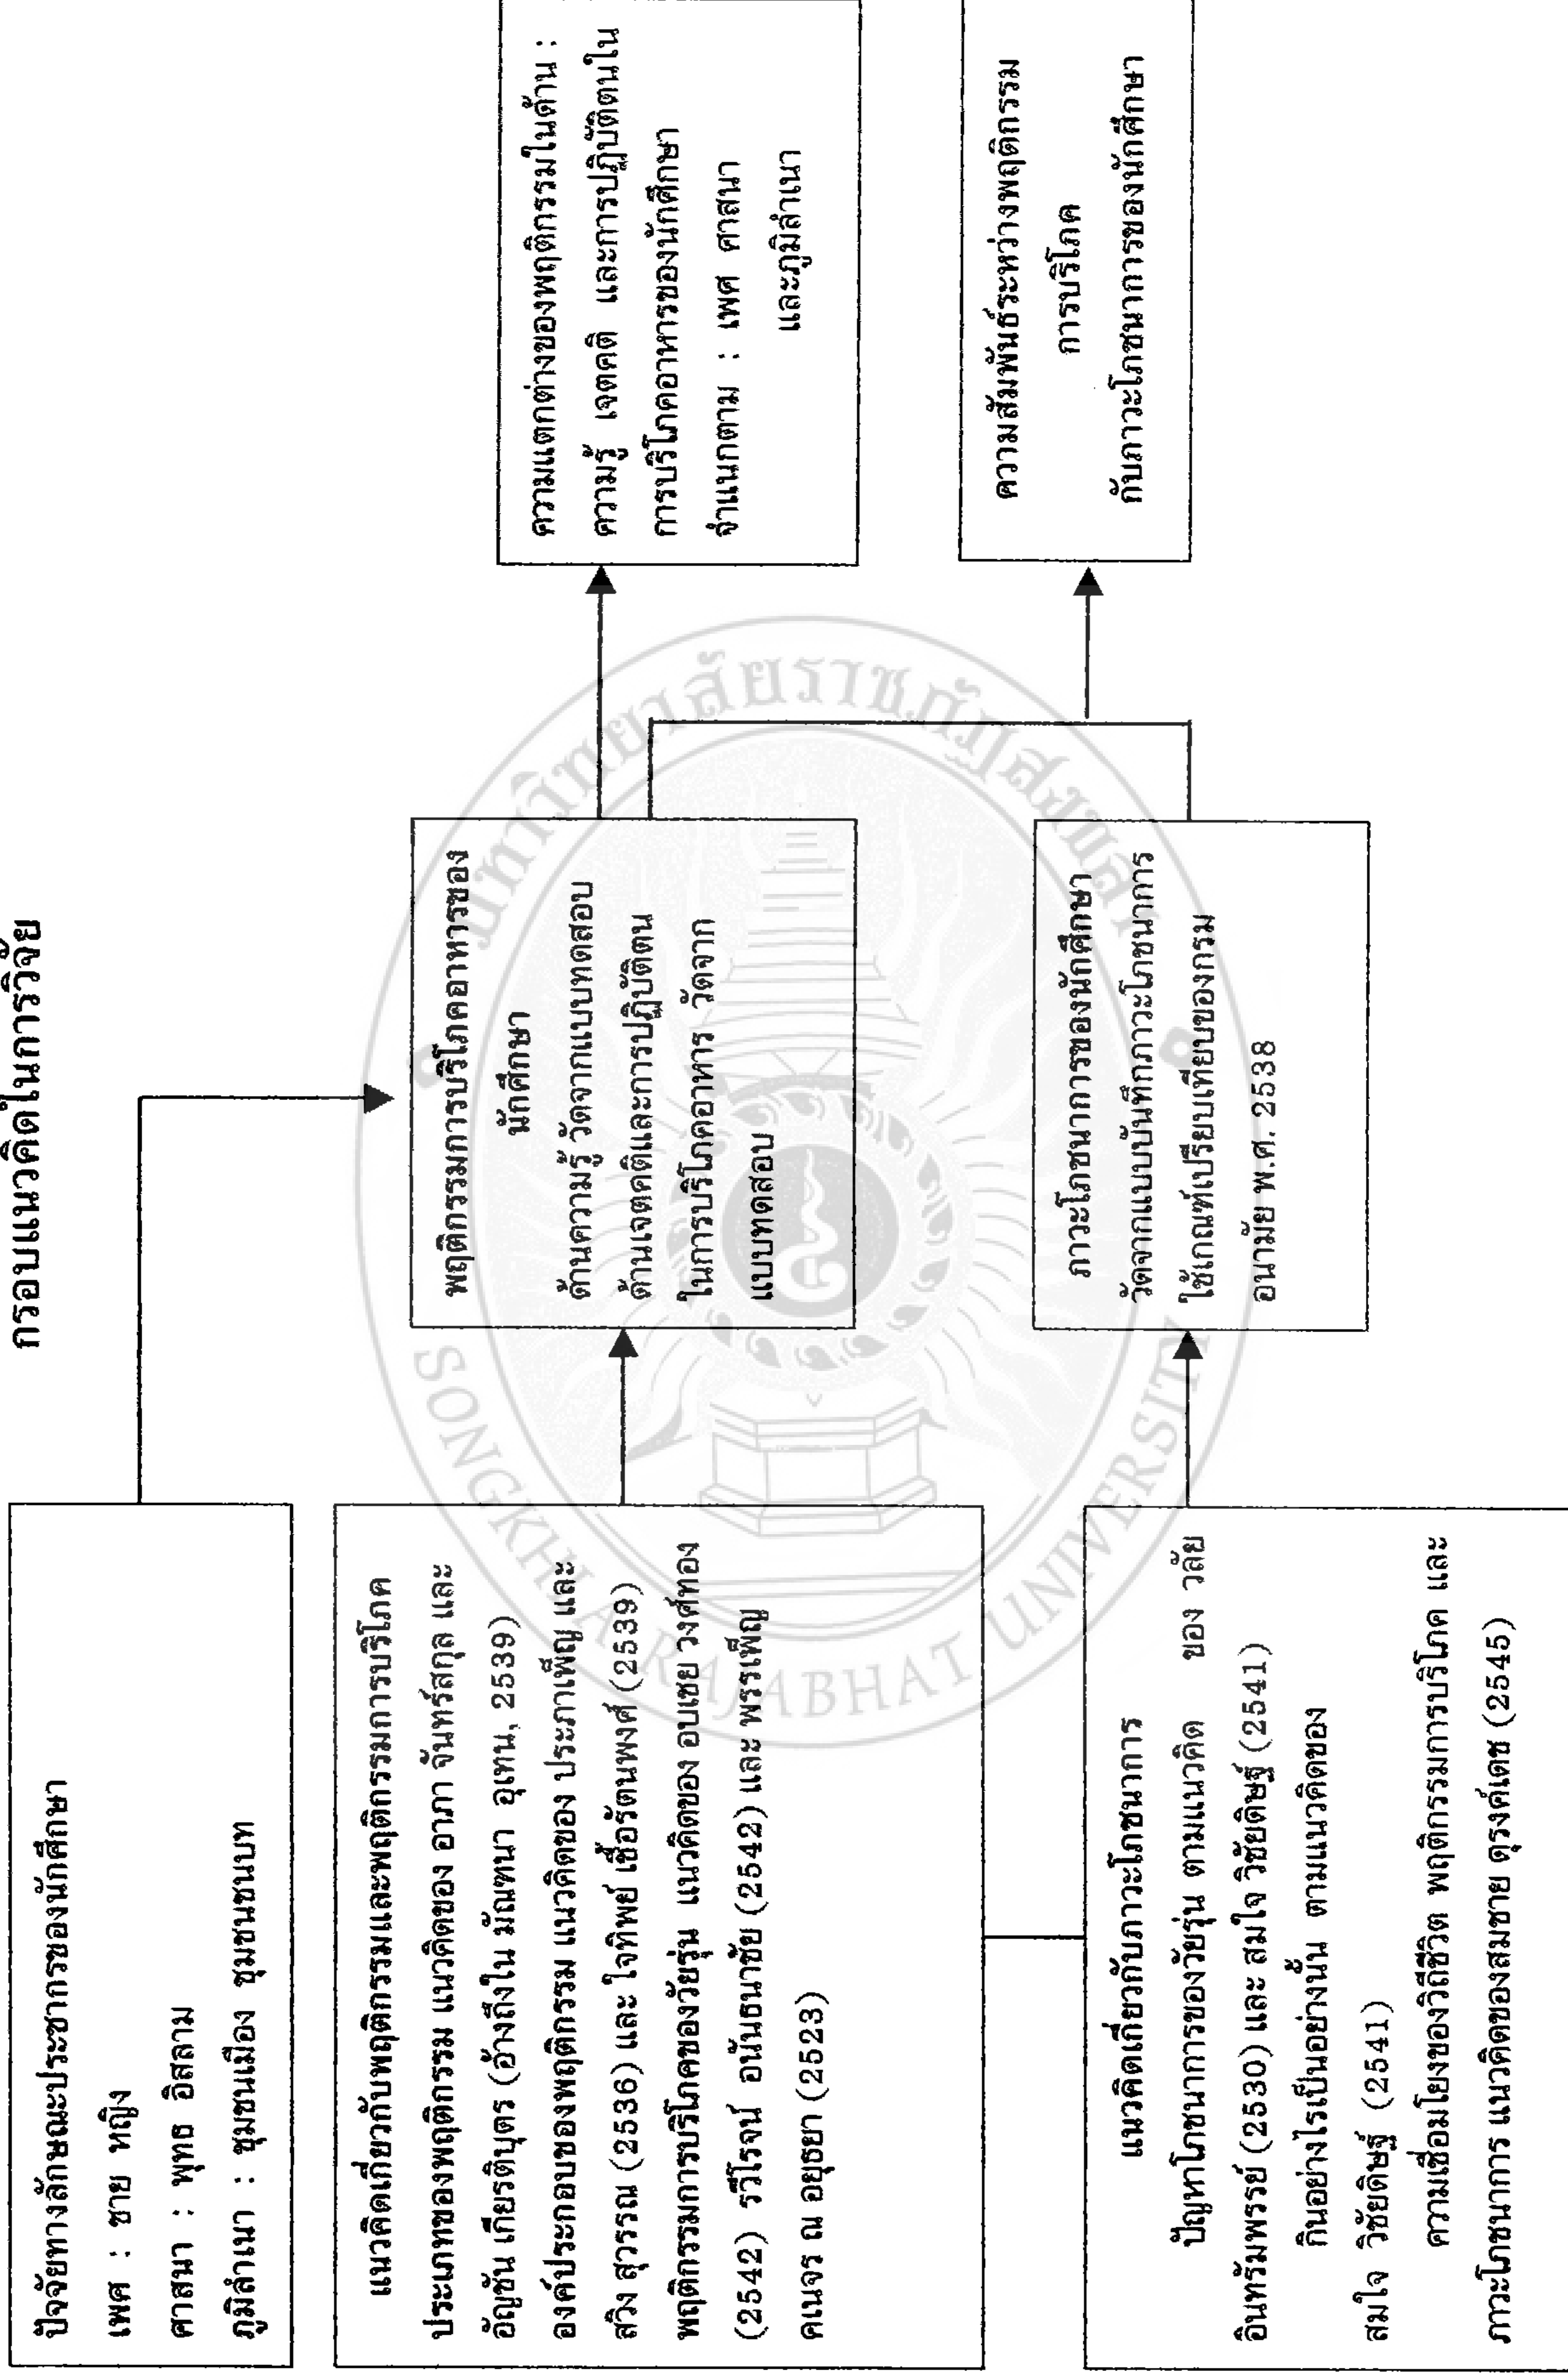 กรอบแนวคิดในการวิจัย
ปัจจัยทางลักษณะประชากรของนักศึกษา
เพศ : ชาย หญิง
ศาสนา : พุทธ อิสลาม
ภูมิลำเนา : ชุมชนเมือง ชุมชนชนบท
แนวคิดเกี่ยวกับพฤติกรรมและพฤติกรรมการบริโภค
ประเภทของพฤติกรรม แนวคิดของ อาภา จันทร์สกุล และ
อัญชัน เกียรติบุตร (อ้างถึงใน มัณฑนา อุเทน, 2539)
องค์ประกอบของพฤติกรรม แนวคิดของ ประภาเพ็ญ และ
สวิง สุวรรณ (2536) และ ใจทิพย์ เชื้อรัตนพงศ์ (2539)
พฤติกรรมการบริโภคของวัยรุ่น แนวคิดของ อบเชย วงศ์ทอง
(2542) รวีโรจน์ อนันธนาชัย (2542) และ พรรเพ็ญ
คเนจร ณ อยุธยา (2523)
แนวคิดเกี่ยวกับภาวะโภชนาการ
ปัญหาโภชนาการของวัยรุ่น ตามแนวคิด ของ วลัย
อินทรัมพรรย์ (2530) และ สมใจ วิชัยดิษฐ์ (2541)
กินอย่างไรเป็นอย่างนั้น ตามแนวคิดของ
สมใจ วิชัยดิษฐ์ (2541)
ความเชื่อมโยงของวิถีชีวิต พฤติกรรมการบริโภค และ
ภาวะโภชนาการ แนวคิดของสมชาย ดุรงค์เดช (2545)
พฤติกรรมการบริโภคอาหารของ
นักศึกษา
ด้านความรู้ วัดจากแบบทดสอบ
ด้านเจตคติและการปฏิบัติตน
ในการบริโภคอาหาร วัดจาก
แบบทดสอบ
ภาวะโภชนาการของนักศึกษา
วัดจากแบบบันทึกภาวะโภชนาการ
ใช้เกณฑ์เปรียบเทียบของกรม
อนามัย พ.ศ. 2538
ความแตกต่างของพฤติกรรมในด้าน :
ความรู้ เจตคติ และการปฏิบัติตนใน
การบริโภคอาหารของนักศึกษา
จำแนกตาม : เพศ ศาสนา
และภูมิลำเนา
ความสัมพันธ์ระหว่างพฤติกรรม
การบริโภค
กับภาวะโภชนาการของนักศึกษา
มหาวิทยาลัยราชภัฏสงขลา
SONGKHLA RAJABHAT UNIVERSITY